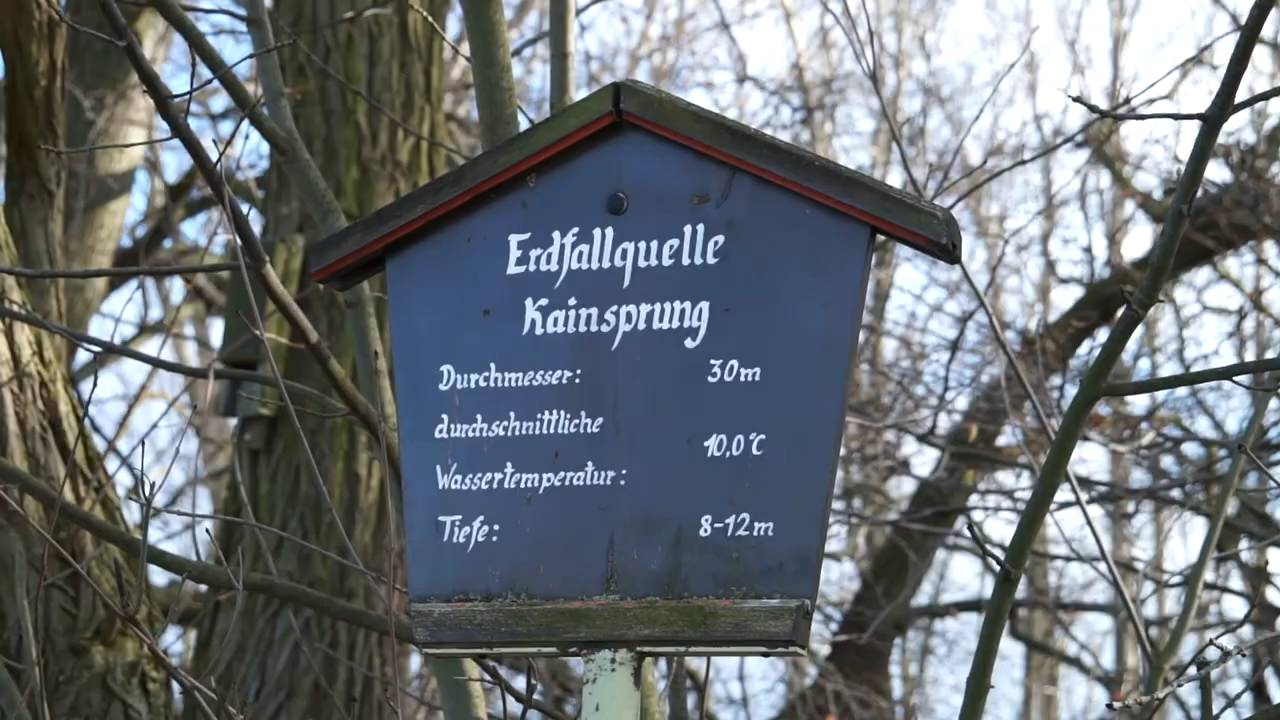 Erdfallquelle
Kainsprung
Durchmesser: 30m
durchschnittliche
Wassertemperatur: 10,0°C
Tiefe: 8-12m